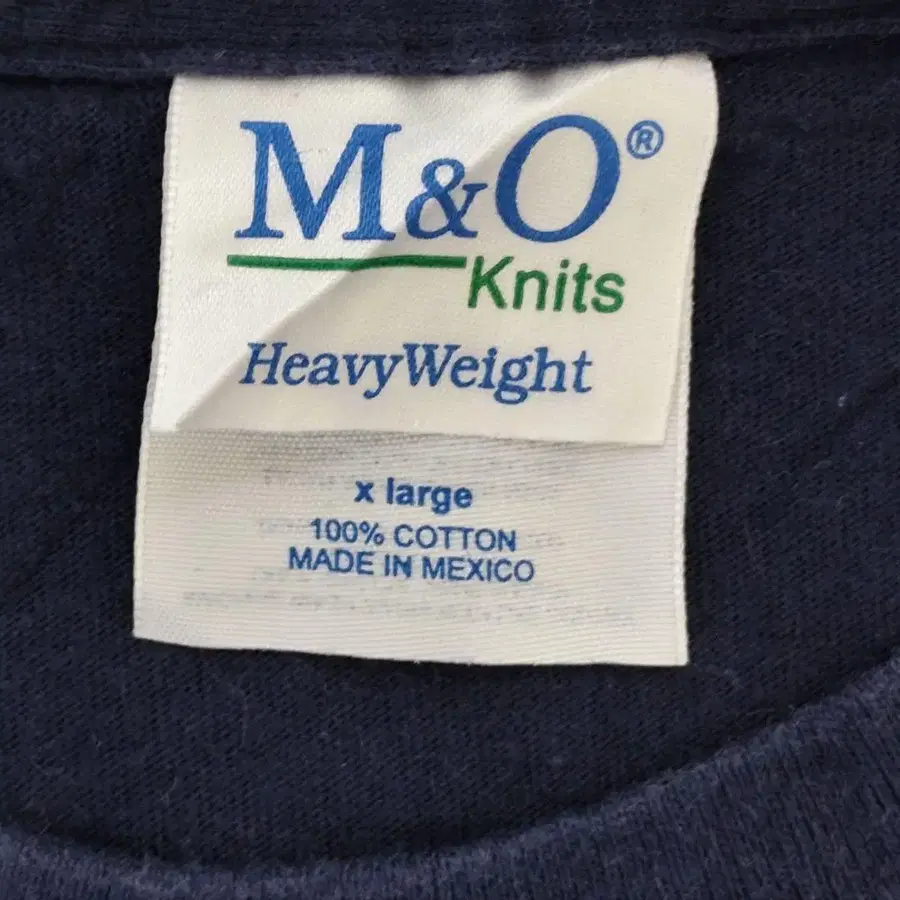 M&O®
Knits
HeavyWeight
x large
100% COTTON
MADE IN MEXICO